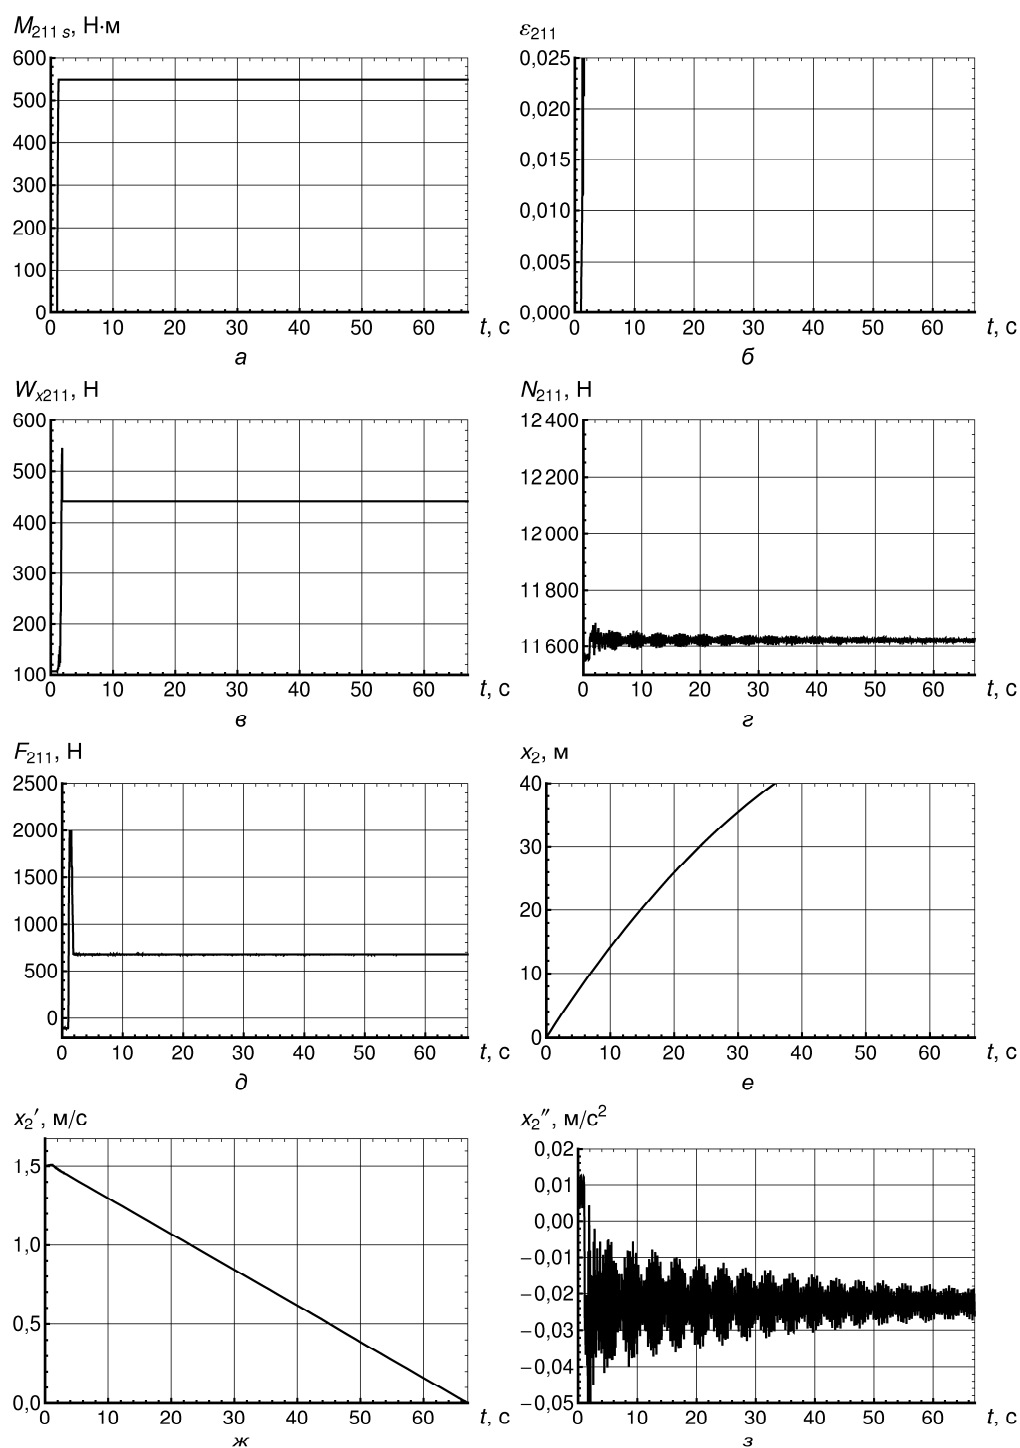 M211 s, Н·м
600
500
400
300
200
100
0
0 10 20 30 40 50 60 t, с
а
ε211
0,025
0,020
0,015
0,010
0,005
0,000
0 10 20 30 40 50 60 t, с
б
Wx211, Н
600
500
400
300
200
100
0 10 20 30 40 50 60 t, с
в
N211, Н
12 400
12 200
12 000
11 800
11 600
0 10 20 30 40 50 60 t, с
г
F211, Н
2500
2000
1500
1000
500
0
0 10 20 30 40 50 60 t, с
д
x2, м
40
30
20
10
0
0 10 20 30 40 50 60 t, с
е
x2′, м/с
1,5
1,0
0,5
0,0
0 10 20 30 40 50 60 t, с
ж
x2″, м/с²
0,02
0,01
0,00
−0,01
−0,02
−0,03
−0,04
−0,05
0 10 20 30 40 50 60 t, с
з